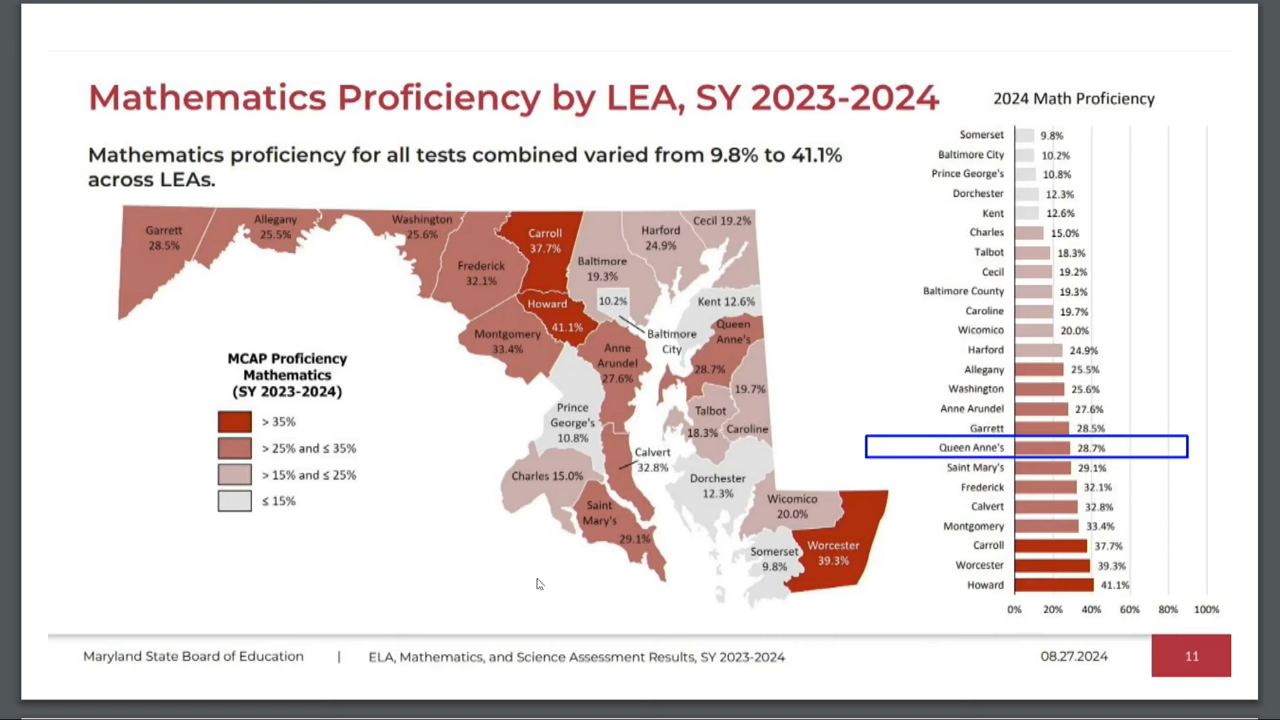 Mathematics Proficiency by LEA, SY 2023-2024
Mathematics proficiency for all tests combined varied from 9.8% to 41.1%
across LEAs.
Garrett
28.5%
Allegany
25.5%
Washington
25.6%
Frederick
32.1%
Carroll
37.7%
Baltimore
19.3%
Harford
24.9%
Cecil 19.2%
Howard
41.1%
10.2%
Baltimore
City
Kent 12.6%
Montgomery
33.4%
Anne
Arundel
27.6%
Queen
Anne's
28.7%
19.7%
Caroline
Talbot
18.3%
Prince
George's
10.8%
Calvert
32.8%
Charles 15.0%
Dorchester
12.3%
Saint
Mary's
29.1%
Wicomico
20.0%
Somerset
9.8%
Worcester
39.3%
MCAP Proficiency
Mathematics
(SY 2023-2024)
> 35%
> 25% and ≤ 35%
> 15% and ≤ 25%
≤ 15%
2024 Math Proficiency
Somerset 9.8%
Baltimore City 10.2%
Prince George's 10.8%
Dorchester 12.3%
Kent 12.6%
Charles 15.0%
Talbot 18.3%
Cecil 19.2%
Baltimore County 19.3%
Caroline 19.7%
Wicomico 20.0%
Harford 24.9%
Allegany 25.5%
Washington 25.6%
Anne Arundel 27.6%
Garrett 28.5%
Queen Anne's 28.7%
Saint Mary's 29.1%
Frederick 32.1%
Calvert 32.8%
Montgomery 33.4%
Carroll 37.7%
Worcester 39.3%
Howard 41.1%
0% 20% 40% 60% 80% 100%
Maryland State Board of Education | ELA, Mathematics, and Science Assessment Results, SY 2023-2024 08.27.2024 11